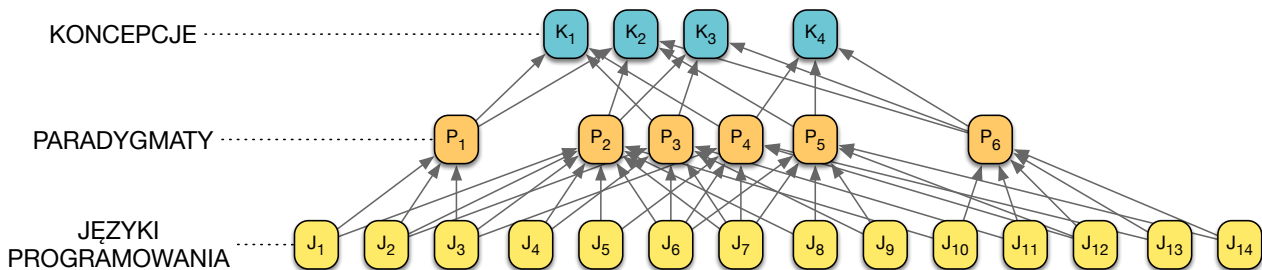 KONCEPCJE K₁ K₂ K₃ K₄
PARADYGMATY P₁ P₂ P₃ P₄ P₅ P₆
JĘZYKI
PROGRAMOWANIA J₁ J₂ J₃ J₄ J₅ J₆ J₇ J₈ J₉ J₁₀ J₁₁ J₁₂ J₁₃ J₁₄